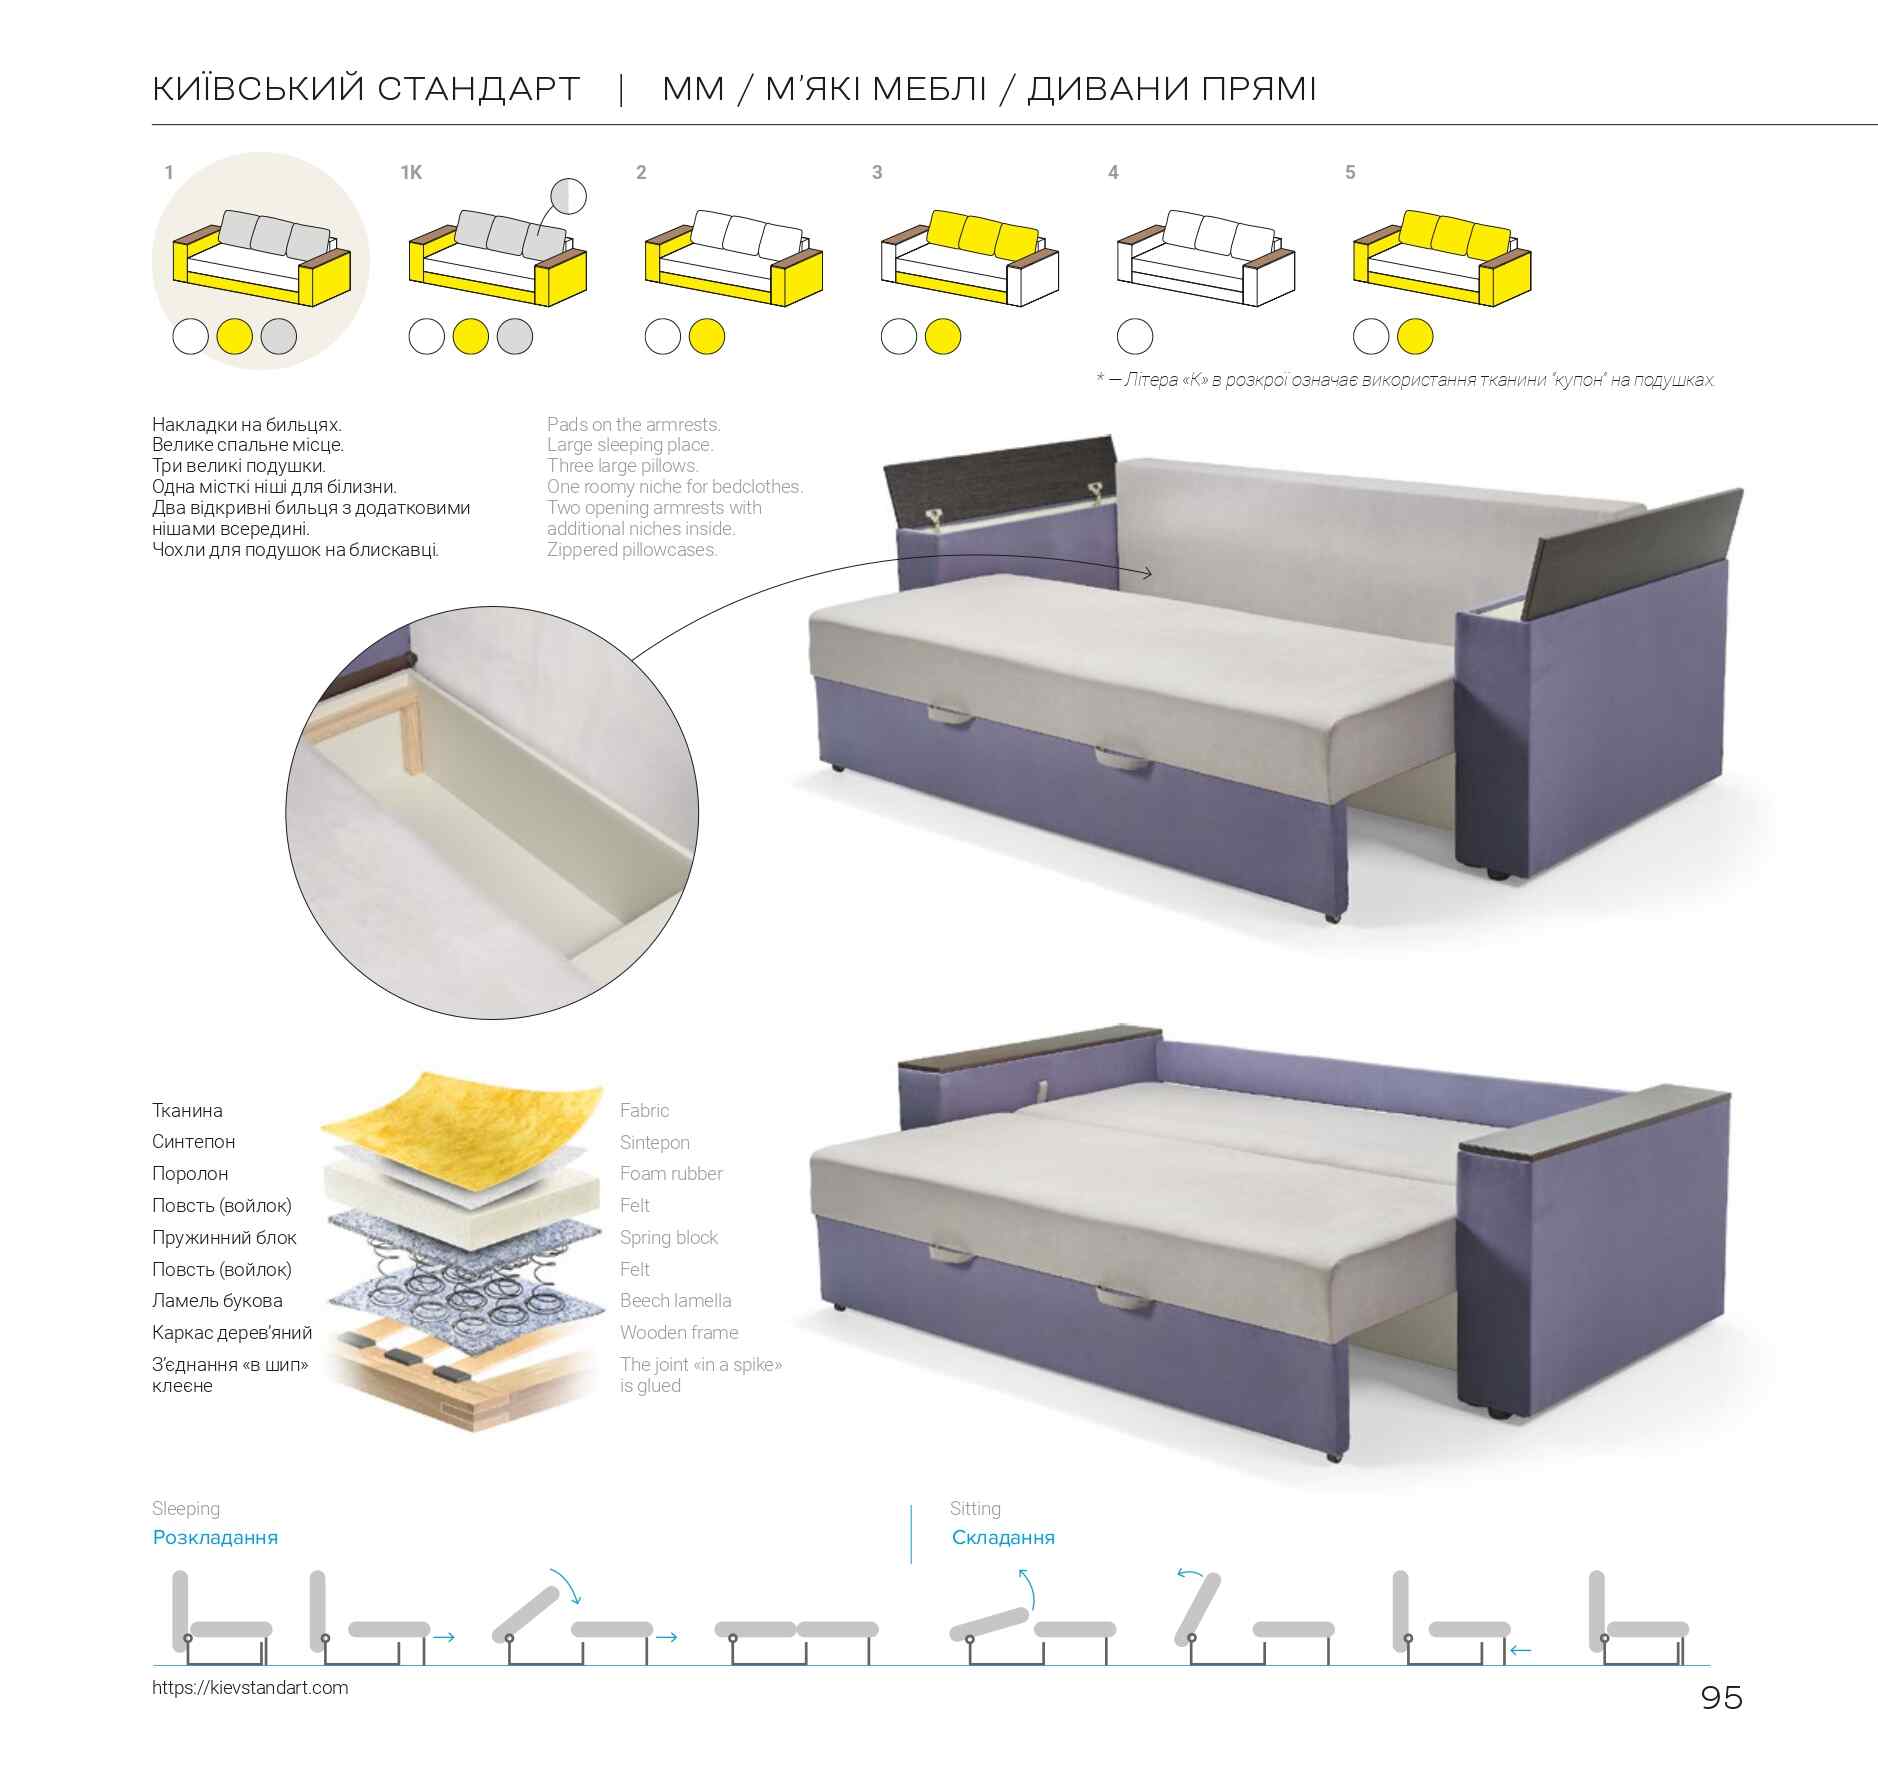 КИЇВСЬКИЙ СТАНДАРТ | ММ / М’ЯКІ МЕБЛІ / ДИВАНИ ПРЯМІ
1
1К
2
3
4
5
* — Літера «К» в розкрої означає використання тканини “купон” на подушках.
Накладки на бильцях.
Велике спальне місце.
Три великі подушки.
Одна місткі ніші для білизни.
Два відкривні бильця з додатковими
нішами всередині.
Чохли для подушок на блискавці.
Pads on the armrests.
Large sleeping place.
Three large pillows.
One roomy niche for bedclothes.
Two opening armrests with
additional niches inside.
Zippered pillowcases.
Тканина
Синтепон
Поролон
Повсть (войлок)
Пружинний блок
Повсть (войлок)
Ламель букова
Каркас дерев’яний
З’єднання «в шип»
клеєне
Fabric
Sintepon
Foam rubber
Felt
Spring block
Felt
Beech lamella
Wooden frame
The joint «in a spike»
is glued
Sleeping
Розкладання
Sitting
Складання
https://kievstandart.com
95